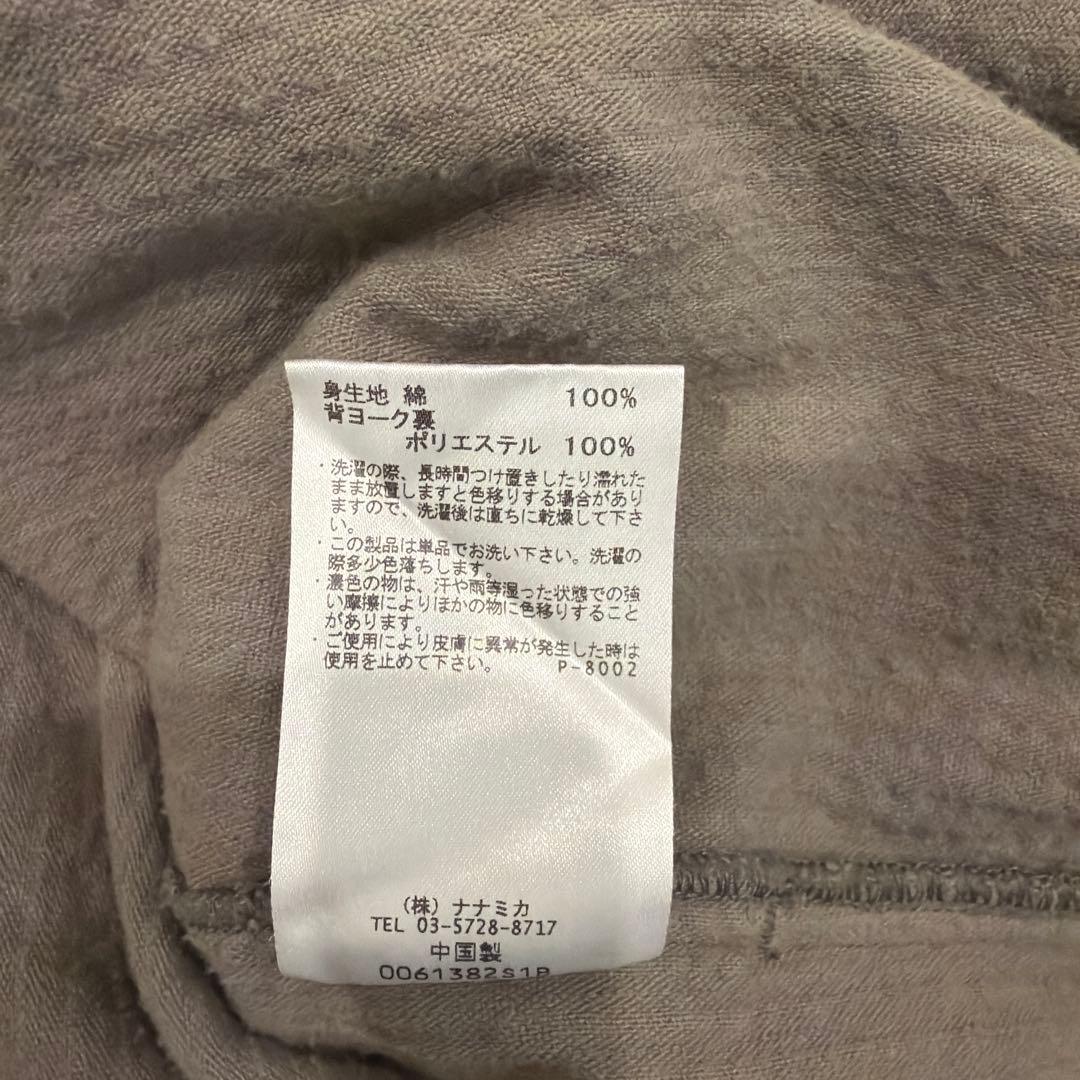 身生地 綿 100%
背ヨーク裏
ポリエステル 100%
・洗濯の際、長時間つけ置きしたり濡れた
まま放置しますと色移りする場合があり
ますので、洗濯後は直ちに乾燥して下さ
い。
・この製品は単品でお洗い下さい。洗濯の
際多少色落ちします。
・濃色の物は、汗や雨等湿った状態での強
い摩擦によりほかの物に色移りすること
があります。
・ご使用により皮膚に異常が発生した時は
使用を止めて下さい。 P-8002
(株) ナナミカ
TEL 03-5728-8717
中国製
0061382S1B